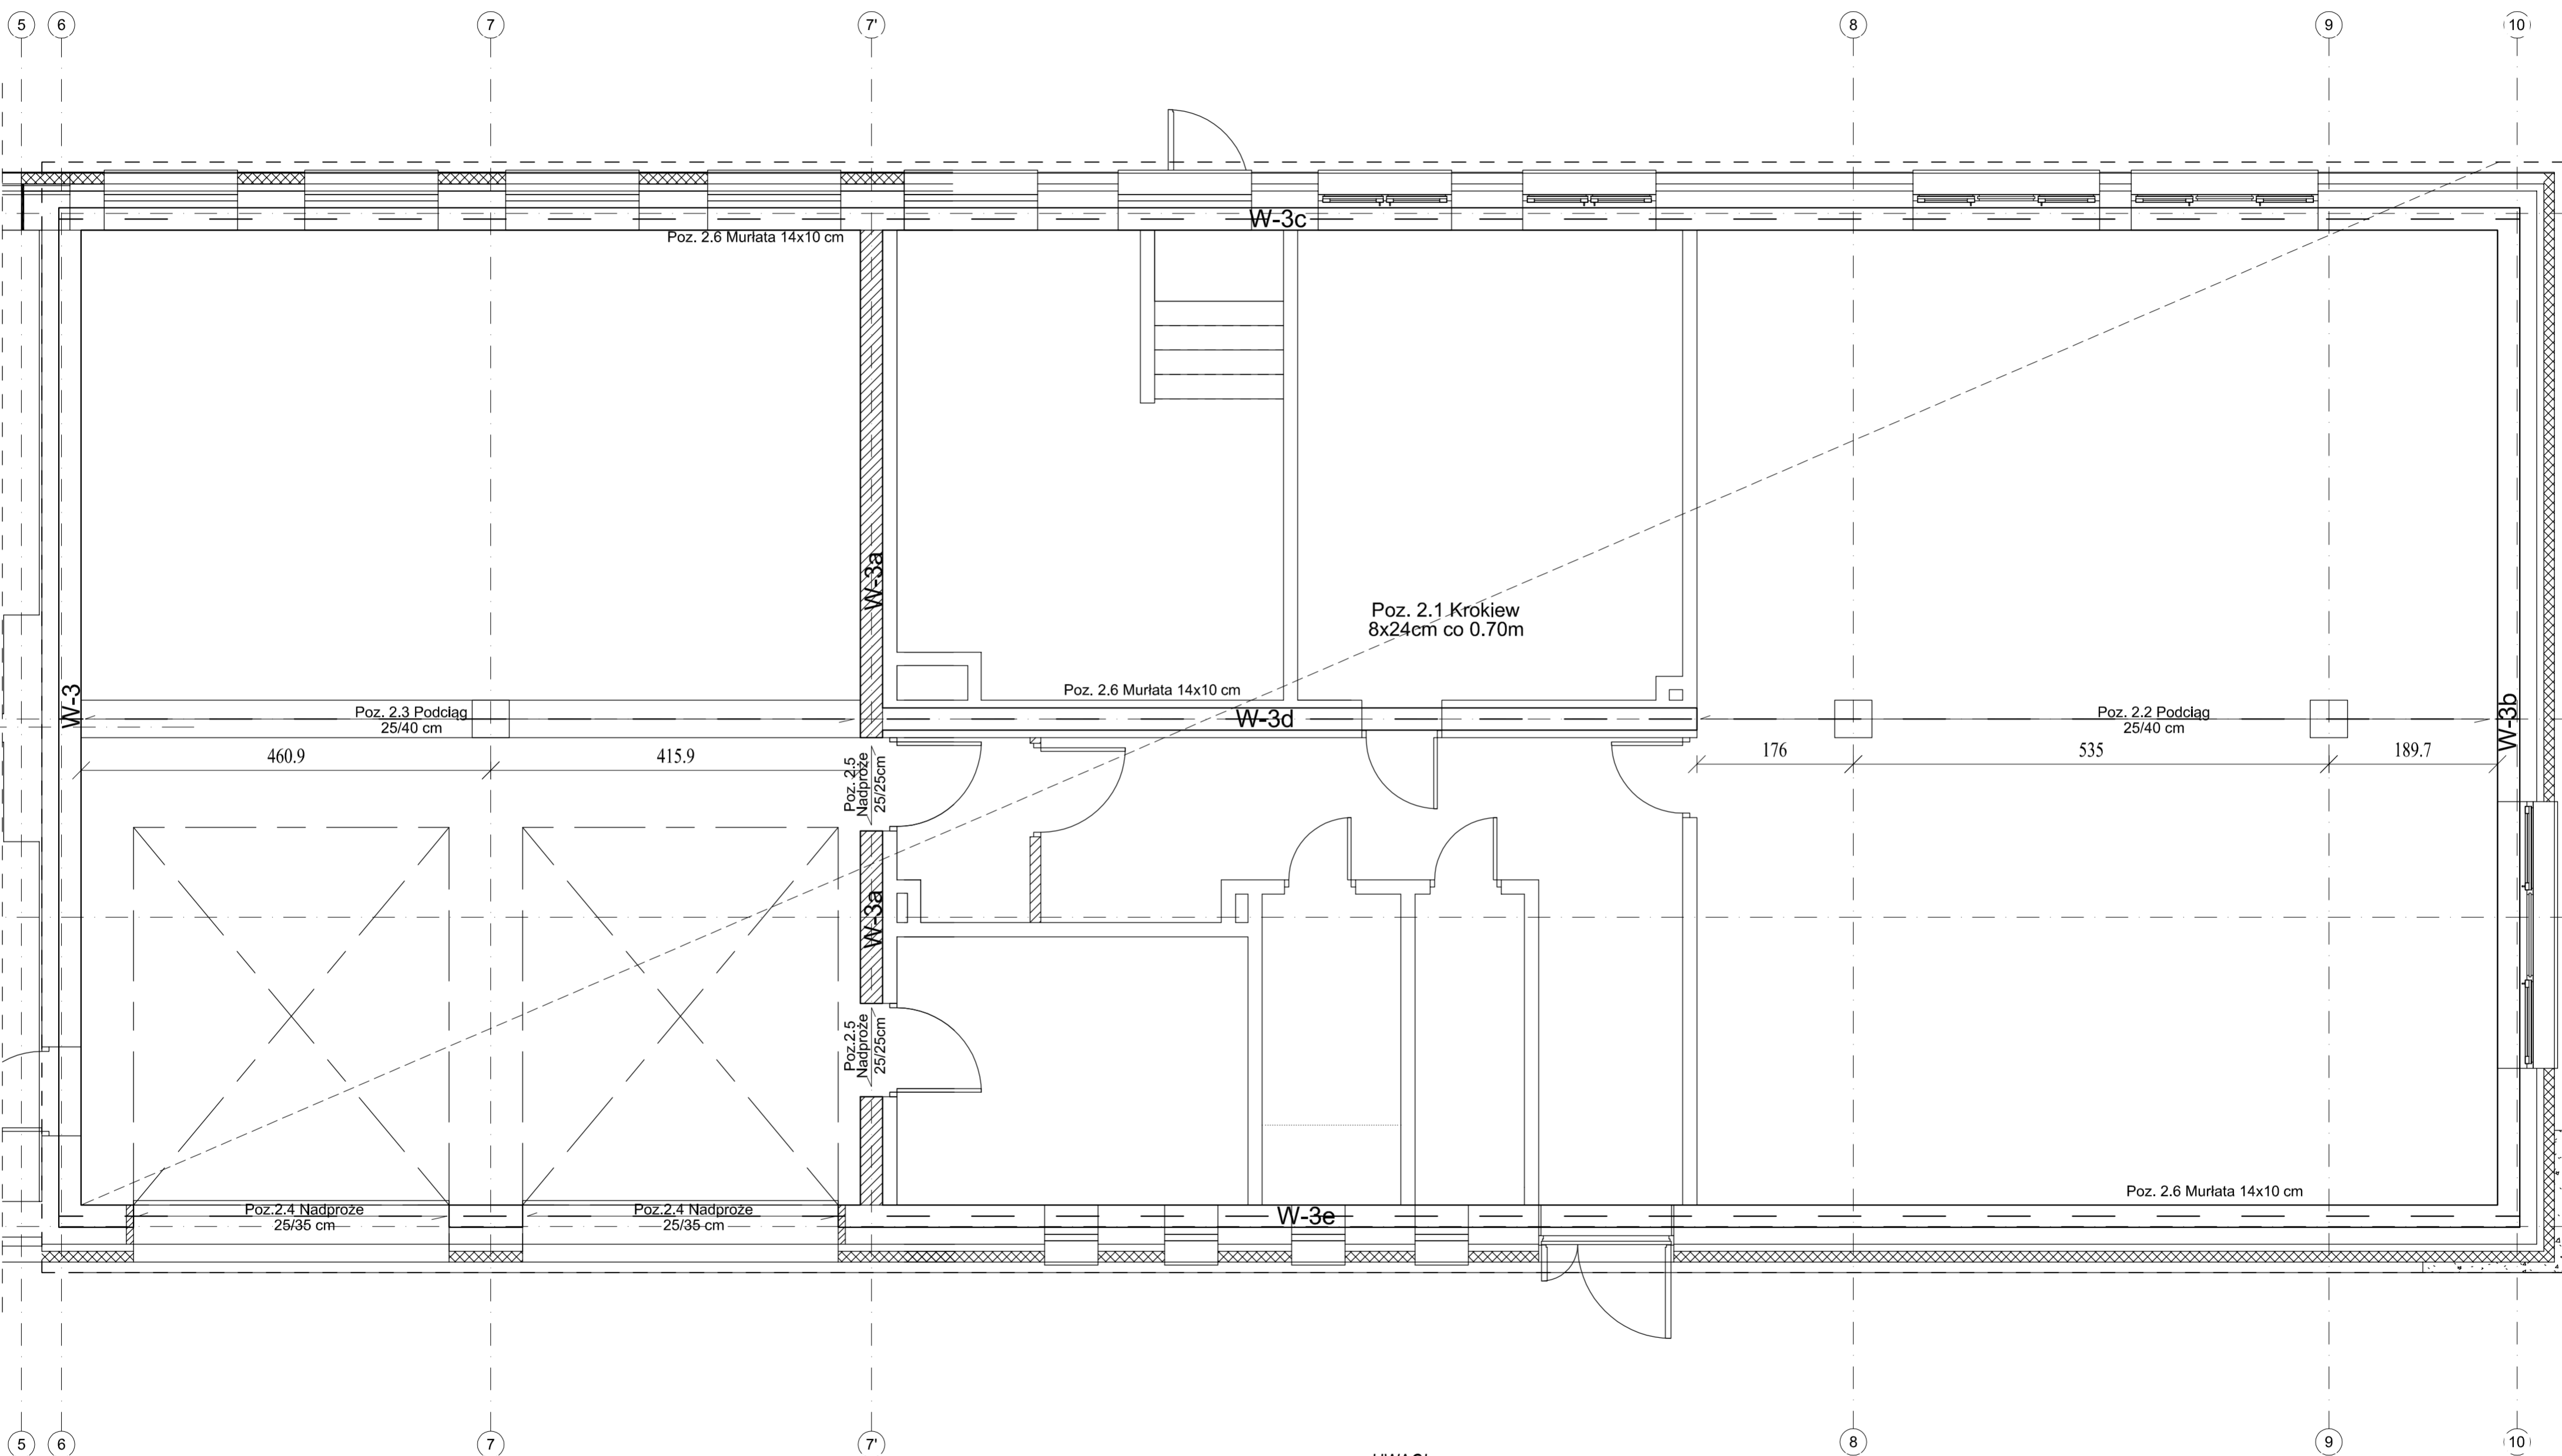 5 6 7 7' 8 9 10
W-3c
Poz. 2.6 Murłata 14x10 cm
W-3a
Poz. 2.1 Krokiew
8x24cm co 0.70m
Poz. 2.6 Murłata 14x10 cm
W-3
Poz. 2.3 Podciąg
25/40 cm
W-3d
Poz. 2.2 Podciąg
25/40 cm
W-3b
460.9
415.9
176
535
189.7
Poz. 2.5
Nadproże
25/25cm
W-3a
Poz.2.5
Nadproże
25/25cm
Poz. 2.6 Murłata 14x10 cm
Poz.2.4 Nadproże
25/35 cm
Poz.2.4 Nadproże
25/35 cm
W-3e
5 6 7 7' 8 9 10